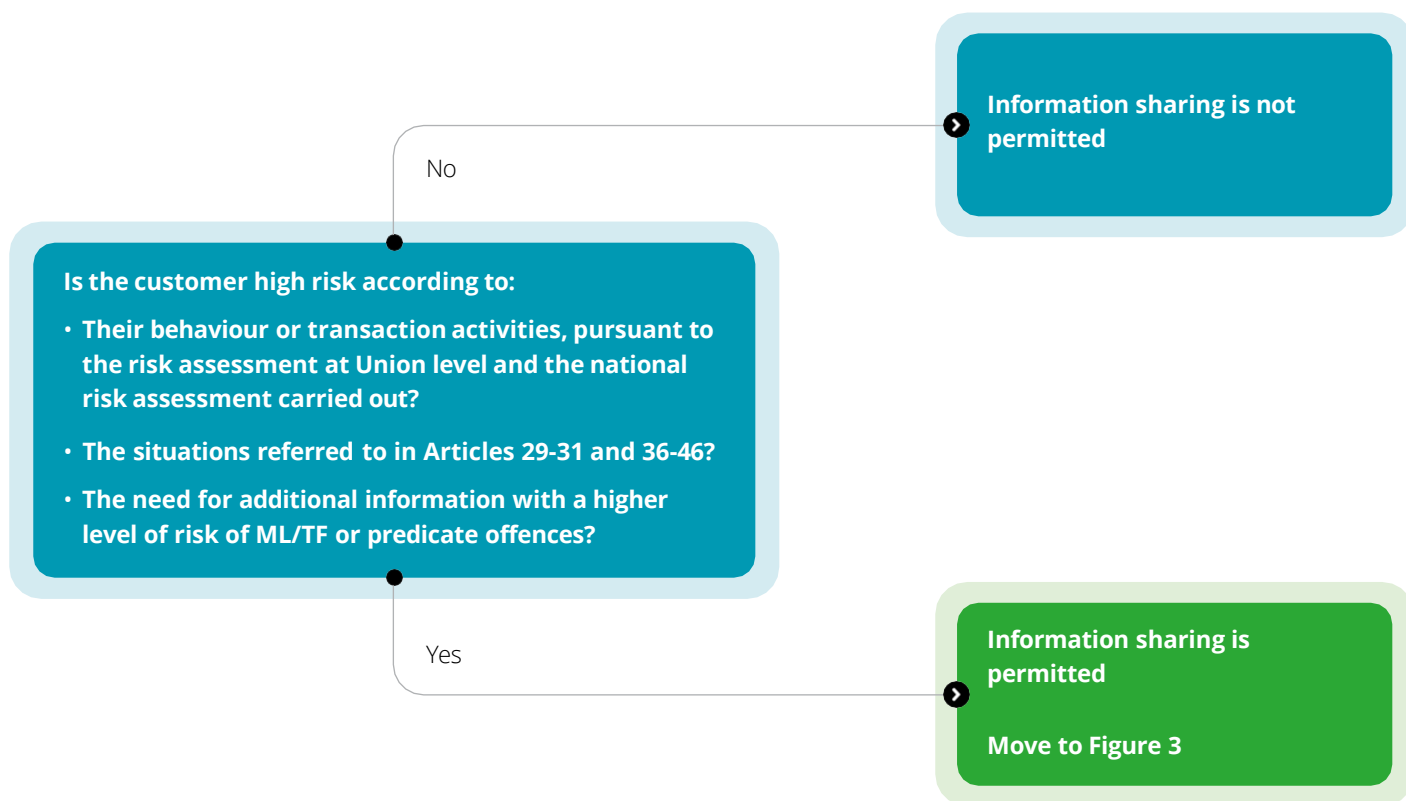 Information sharing is not
permitted
No
Is the customer high risk according to:
• Their behaviour or transaction activities, pursuant to
the risk assessment at Union level and the national
risk assessment carried out?
• The situations referred to in Articles 29-31 and 36-46?
• The need for additional information with a higher
level of risk of ML/TF or predicate offences?
Yes
Information sharing is
permitted
Move to Figure 3